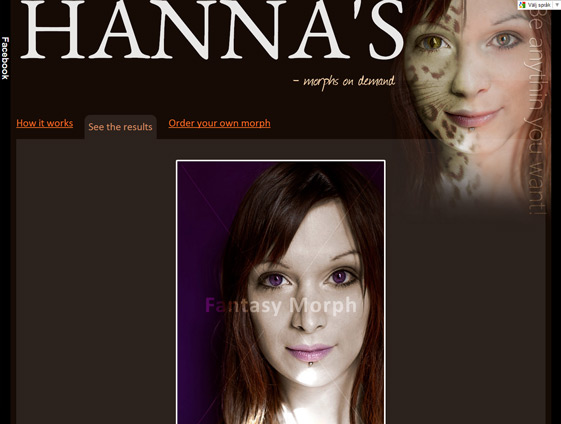 HANNA'S
Välj språk
Facebook
- morphs on demand
Be anything you want!
How it works
See the results
Order your own morph
Fantasy Morph